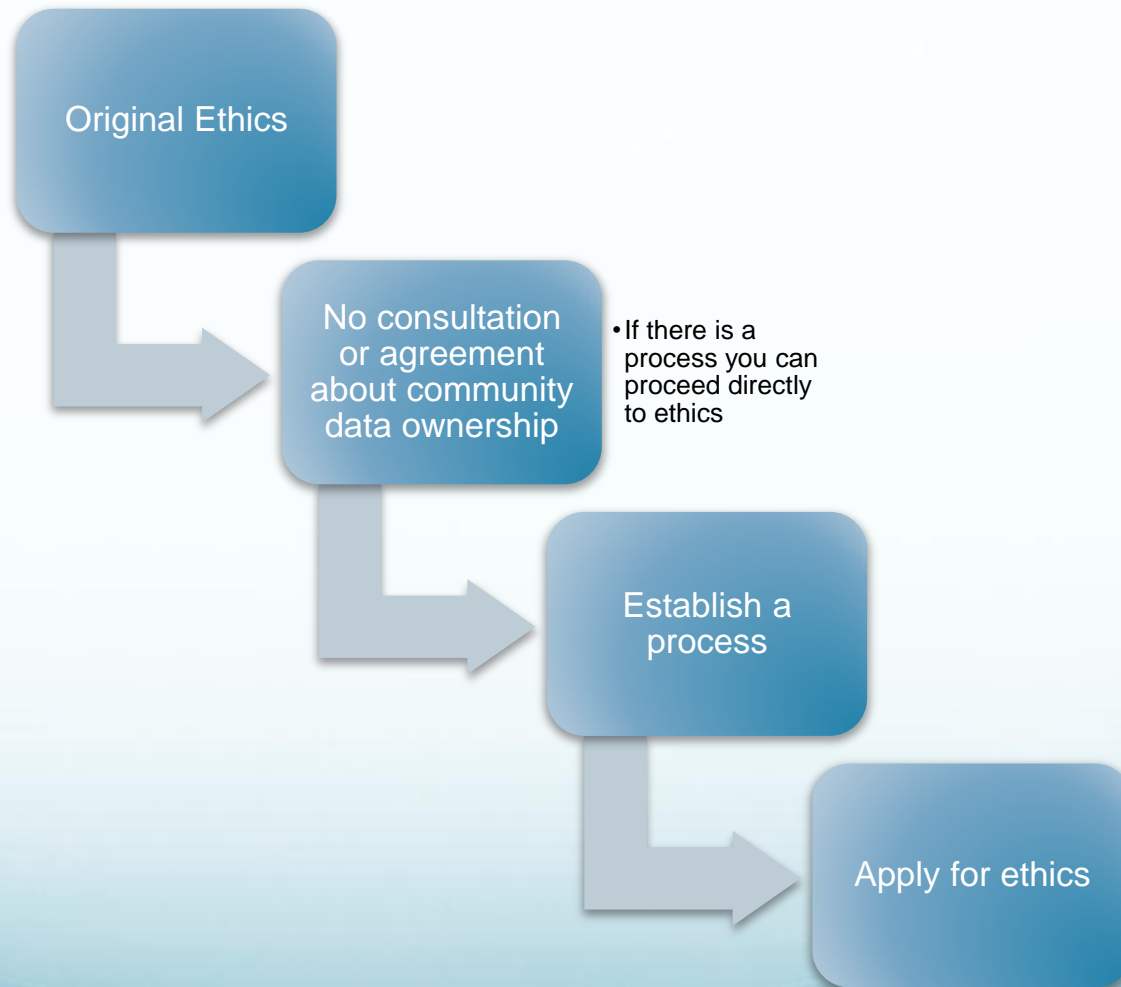 Original Ethics
No consultation
or agreement
about community
data ownership
•If there is a
process you can
proceed directly
to ethics
Establish a
process
Apply for ethics